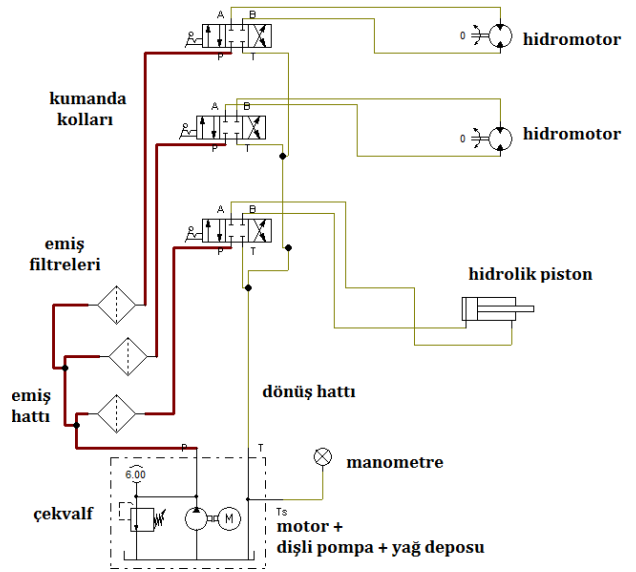 A B
P T
0
hidromotor
kumanda
kolları
A B
P T
0
hidromotor
A B
P T
emiş
filtreleri
hidrolik piston
emiş
hattı
dönüş hattı
P T
6.00
manometre
çekvalf
M
Ts
motor +
dişli pompa + yağ deposu